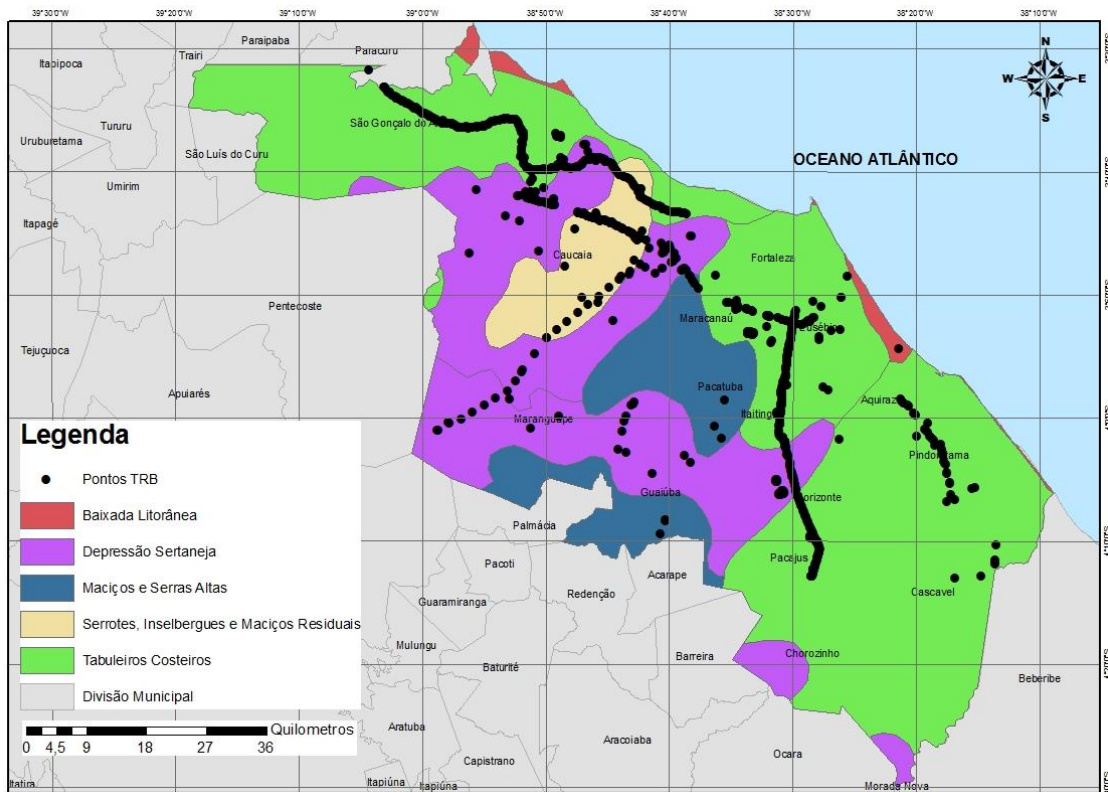 39°30'0"W 39°20'0"W 39°10'0"W 39°0'0"W 38°50'0"W 38°40'0"W 38°30'0"W 38°20'0"W 38°10'0"W
Paraipaba
Trairi
Paracuru
Itapipoca
N
W E
S
Tururu
São Gonçalo do
Uruburetama
São Luís do Curu
OCEANO ATLÂNTICO
Umirim
Itapagé
Caucaia
Fortaleza
Pentecoste
Maracanaú
Eusébio
Tejuçuoca
Apuiarés
Pacatuba
Aquiraz
Itaitinga
Maranguape
Pindoretama
Legenda
Pontos TRB
Guaiúba
Horizonte
Baixada Litorânea
Palmácia
Depressão Sertaneja
Pacajus
Pacoti
Acarape
Maciços e Serras Altas
Redenção
Cascavel
Guaramiranga
Serrotes, Inselbergues e Maciços Residuais
Mulungu
Chorozinho
Tabuleiros Costeiros
Barreira
Baturité
Beberibe
Divisão Municipal
Aratuba
Quilometros
Aracoiaba
0 4,5 9 18 27 36
Ocara
Capistrano
Itatira
Itapiúna
Itapiúna
Morada Nova